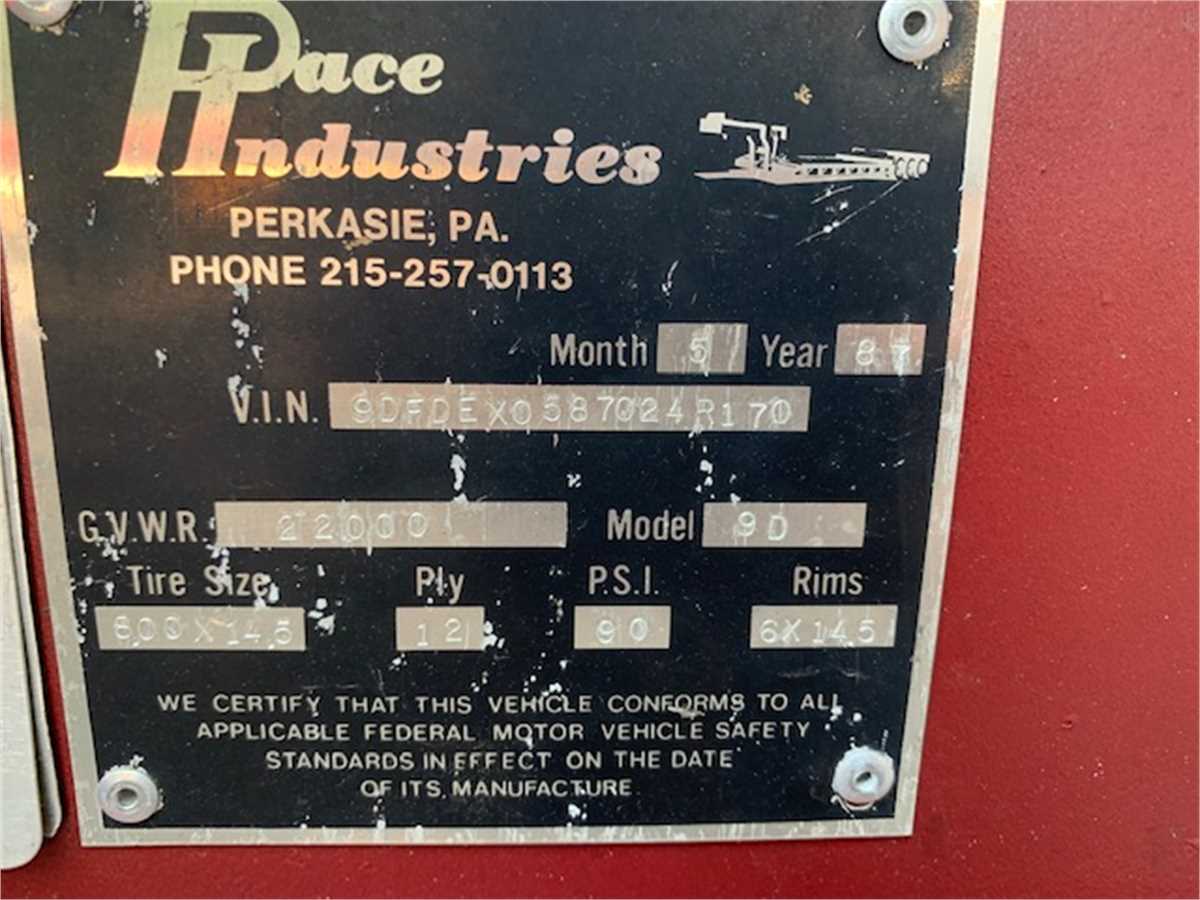 Pace
Industries
PERKASIE, PA.
PHONE 215-257-0113
Month 5 Year 87
V.I.N. 9DFDEX0587024R170
G.V.W.R. 22000 Model 9D
Tire Size Ply P.S.I. Rims
800X14.5 12 90 6X14.5
WE CERTIFY THAT THIS VEHICLE CONFORMS TO ALL
APPLICABLE FEDERAL MOTOR VEHICLE SAFETY
STANDARDS IN EFFECT ON THE DATE
OF ITS MANUFACTURE